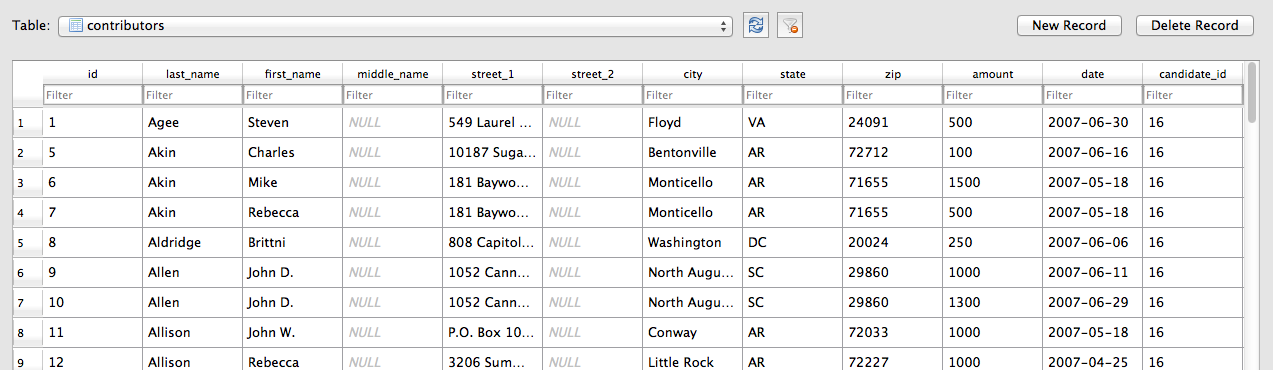 Table: contributors New Record Delete Record
id last_name first_name middle_name street_1 street_2 city state zip amount date candidate_id
Filter Filter Filter Filter Filter Filter Filter Filter Filter Filter Filter Filter
1 1 Agee Steven NULL 549 Laurel ... NULL Floyd VA 24091 500 2007-06-30 16
2 5 Akin Charles NULL 10187 Suga... NULL Bentonville AR 72712 100 2007-06-16 16
3 6 Akin Mike NULL 181 Baywo... NULL Monticello AR 71655 1500 2007-05-18 16
4 7 Akin Rebecca NULL 181 Baywo... NULL Monticello AR 71655 500 2007-05-18 16
5 8 Aldridge Brittni NULL 808 Capitol... NULL Washington DC 20024 250 2007-06-06 16
6 9 Allen John D. NULL 1052 Cann... NULL North Augu... SC 29860 1000 2007-06-11 16
7 10 Allen John D. NULL 1052 Cann... NULL North Augu... SC 29860 1300 2007-06-29 16
8 11 Allison John W. NULL P.O. Box 10... NULL Conway AR 72033 1000 2007-05-18 16
9 12 Allison Rebecca NULL 3206 Sum... NULL Little Rock AR 72227 1000 2007-04-25 16